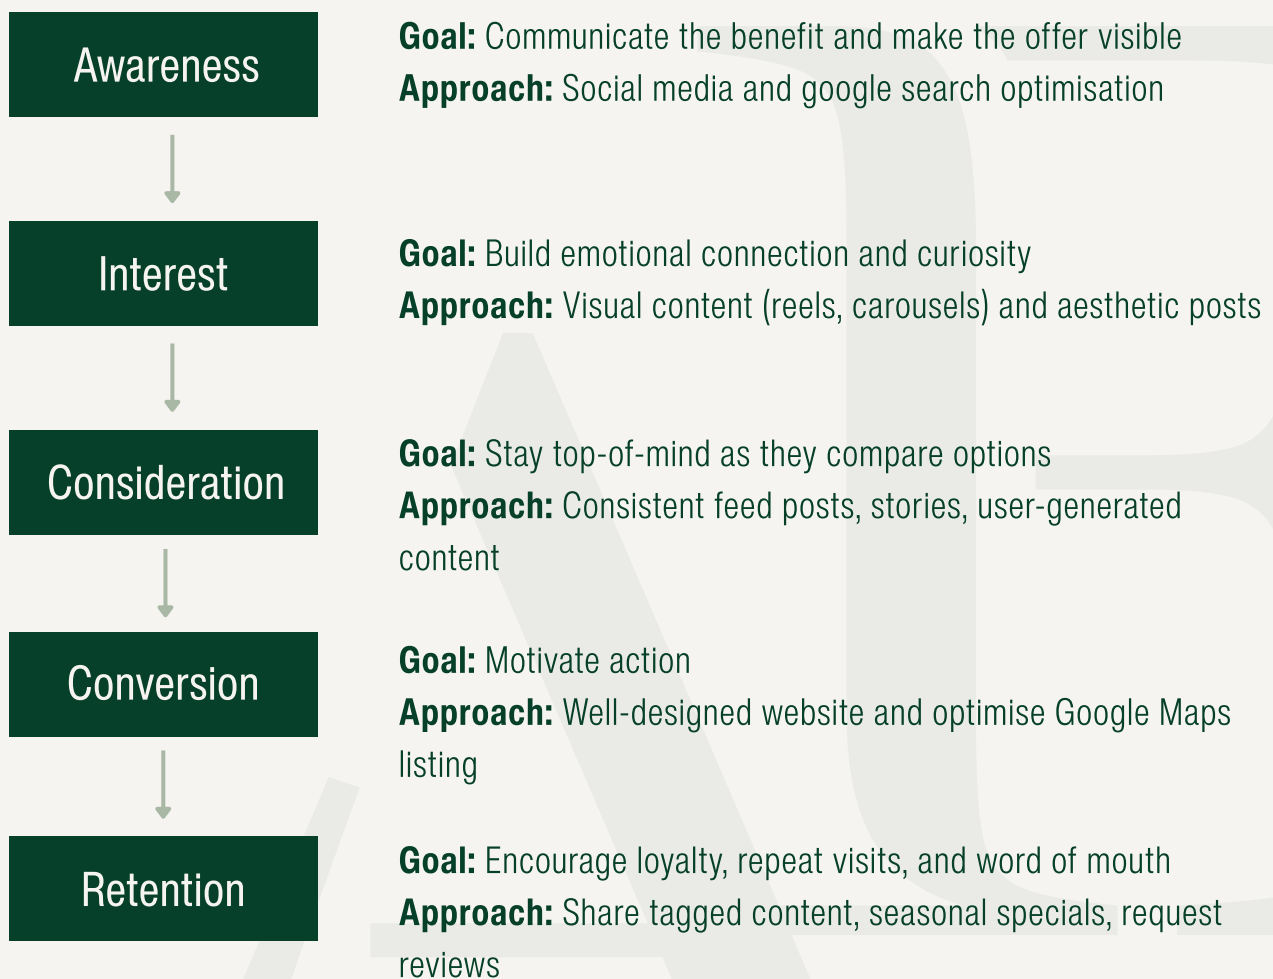 Awareness
Goal: Communicate the benefit and make the offer visible
Approach: Social media and google search optimisation
Interest
Goal: Build emotional connection and curiosity
Approach: Visual content (reels, carousels) and aesthetic posts
Consideration
Goal: Stay top-of-mind as they compare options
Approach: Consistent feed posts, stories, user-generated
content
Conversion
Goal: Motivate action
Approach: Well-designed website and optimise Google Maps
listing
Retention
Goal: Encourage loyalty, repeat visits, and word of mouth
Approach: Share tagged content, seasonal specials, request
reviews